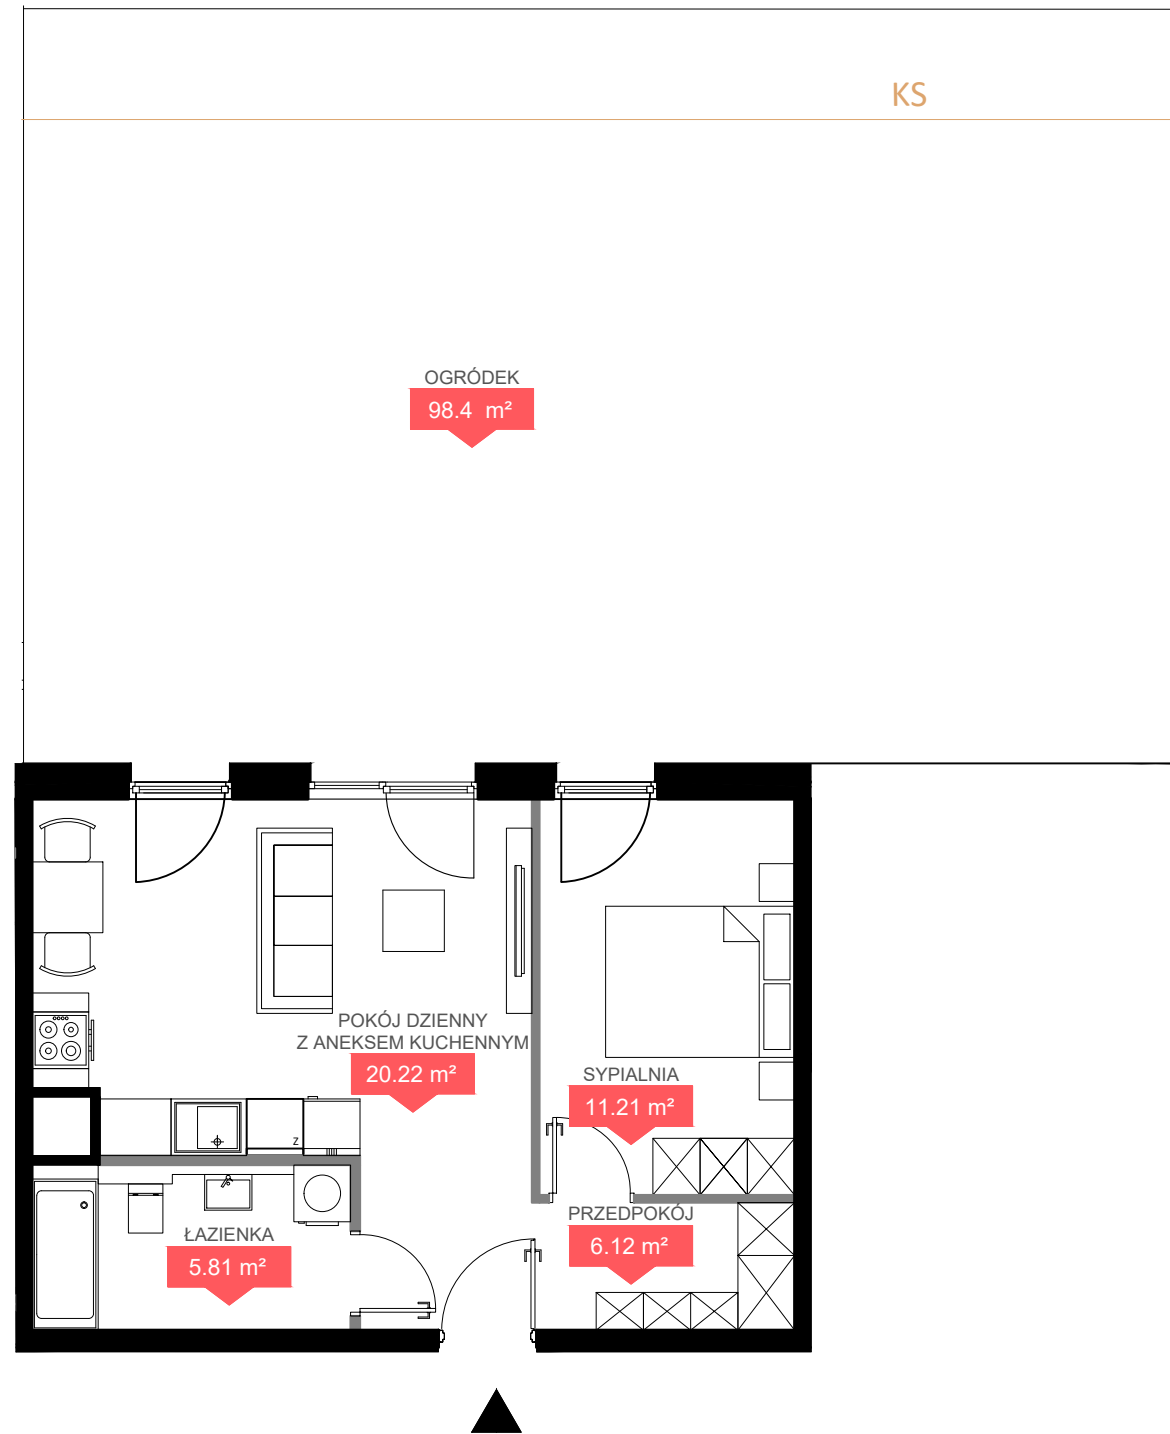 KS
OGRÓDEK
98.4 m²
POKÓJ DZIENNY
Z ANEKSEM KUCHENNYM
20.22 m²
SYPIALNIA
11.21 m²
Z
PRZEDPOKÓJ
6.12 m²
ŁAZIENKA
5.81 m²